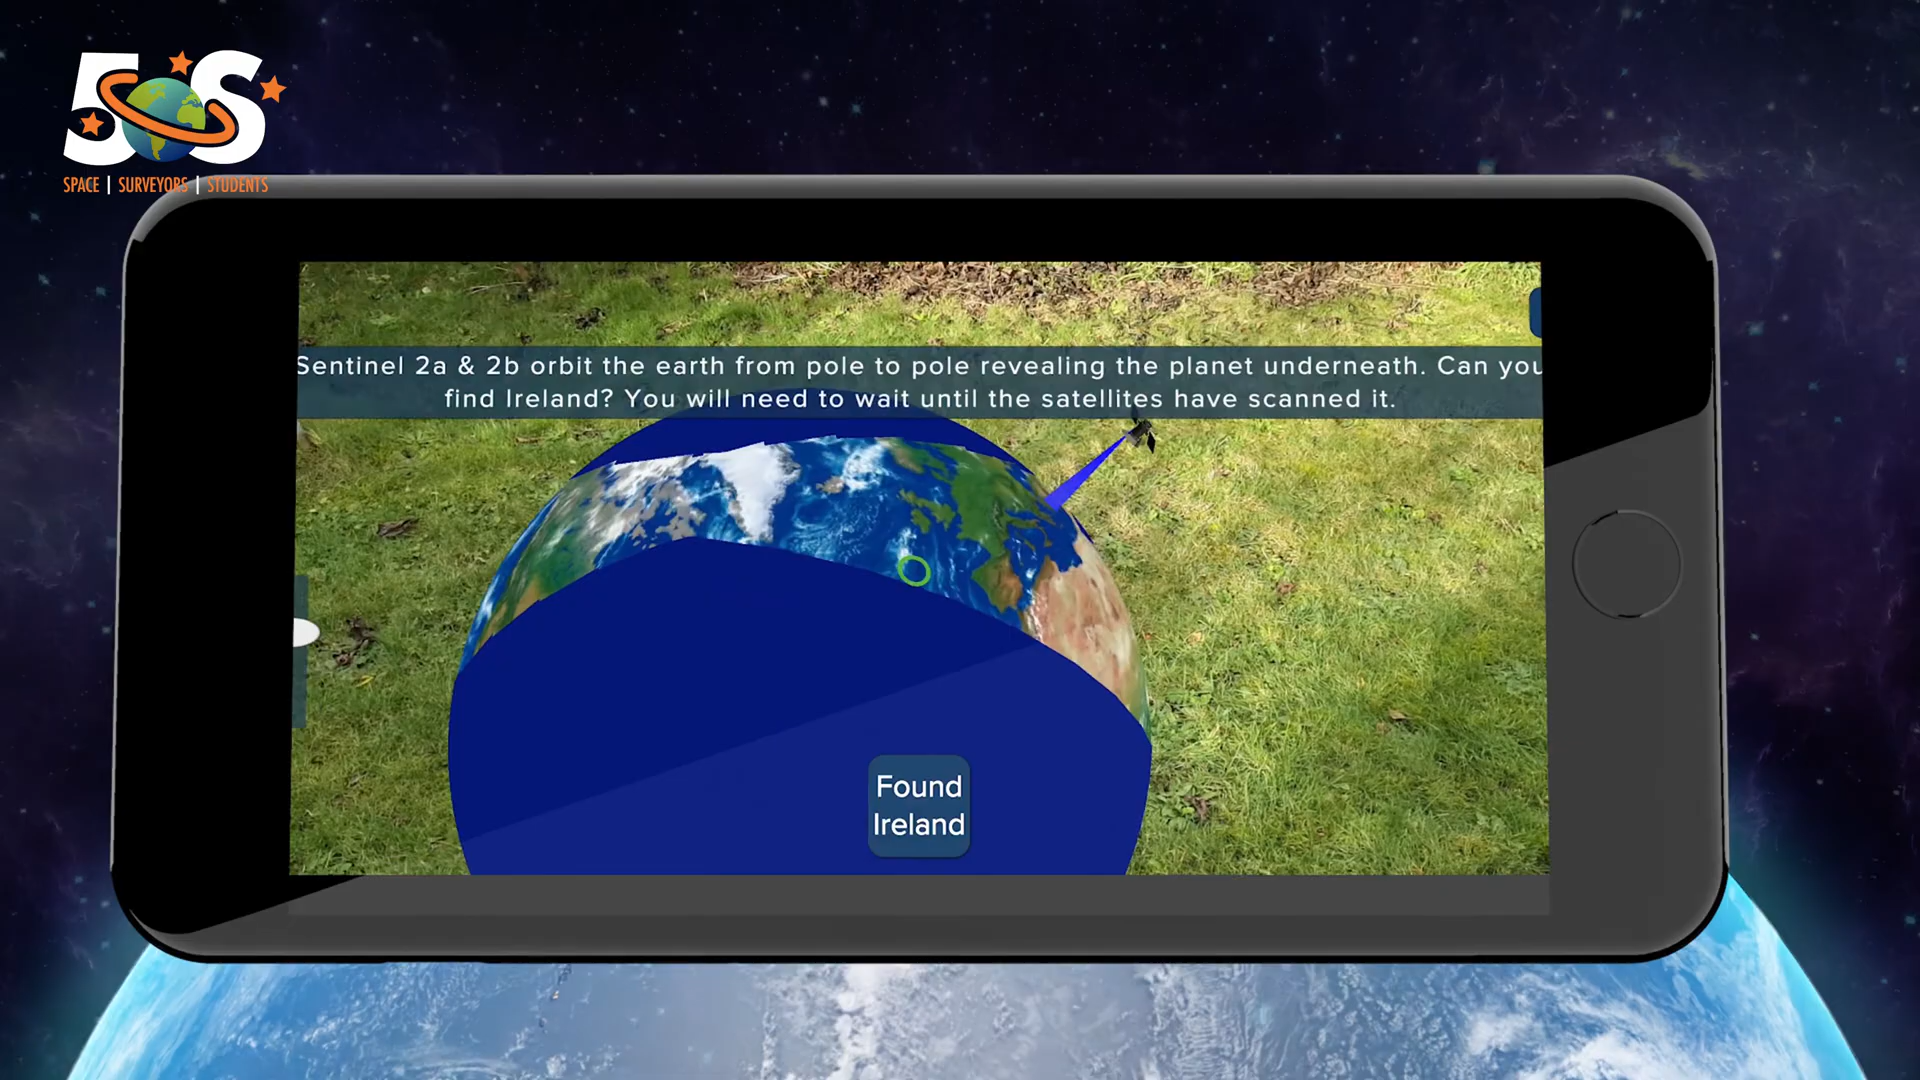 5 S
SPACE | SURVEYORS | STUDENTS
Sentinel 2a & 2b orbit the earth from pole to pole revealing the planet underneath. Can you
find Ireland? You will need to wait until the satellites have scanned it.
Found
Ireland